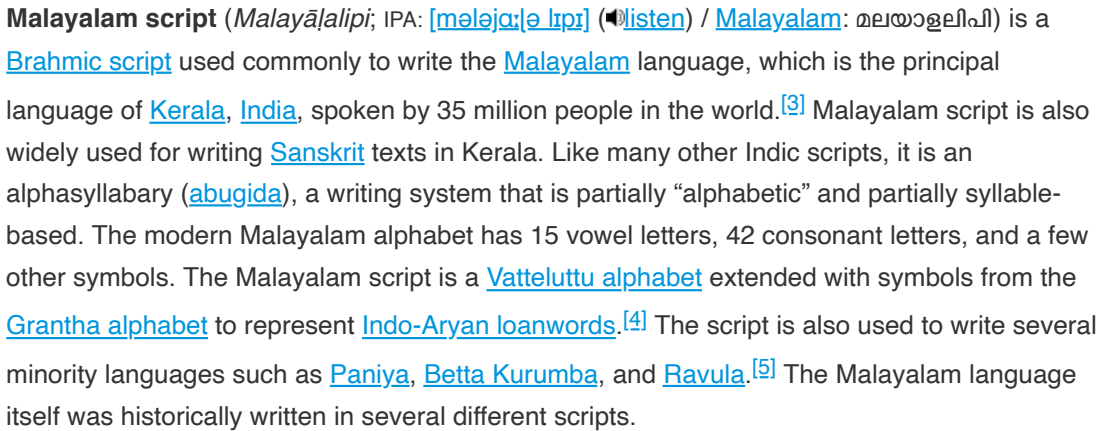 Malayalam script (Malayāḷalipi; IPA: [mələjɑːɭə lɪpɪ] (listen) / Malayalam: മലയാളലിപി) is a
Brahmic script used commonly to write the Malayalam language, which is the principal
language of Kerala, India, spoken by 35 million people in the world.[3] Malayalam script is also
widely used for writing Sanskrit texts in Kerala. Like many other Indic scripts, it is an
alphasyllabary (abugida), a writing system that is partially “alphabetic” and partially syllable-
based. The modern Malayalam alphabet has 15 vowel letters, 42 consonant letters, and a few
other symbols. The Malayalam script is a Vatteluttu alphabet extended with symbols from the
Grantha alphabet to represent Indo-Aryan loanwords.[4] The script is also used to write several
minority languages such as Paniya, Betta Kurumba, and Ravula.[5] The Malayalam language
itself was historically written in several different scripts.